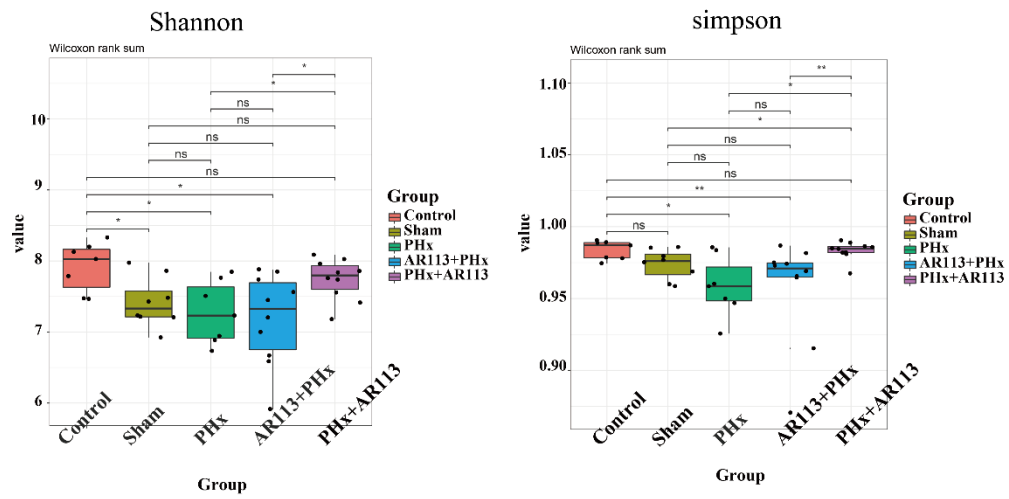 Shannon
Wilcoxon rank sum
*
*
ns
ns
ns
ns
ns
*
*
*
10
9
8
7
6
value
Control
Sham
PHx
AR113+PHx
PHx+AR113
Group
Group
Control
Sham
PHx
AR113+PHx
PHx+AR113
simpson
Wilcoxon rank sum
**
*
ns
*
ns
ns
ns
**
*
ns
1.10
1.05
1.00
0.95
0.90
value
Control
Sham
PHx
AR113+PHx
PHx+AR113
Group
Group
Control
Sham
PHx
AR113+PHx
PHx+AR113